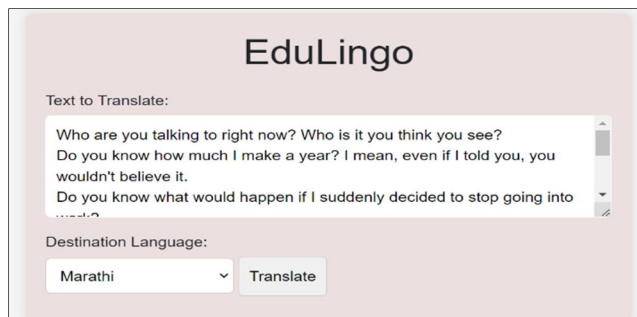 EduLingo
Text to Translate:
Who are you talking to right now? Who is it you think you see?
Do you know how much I make a year? I mean, even if I told you, you
wouldn't believe it.
Do you know what would happen if I suddenly decided to stop going into
work?
Destination Language:
Marathi
Translate